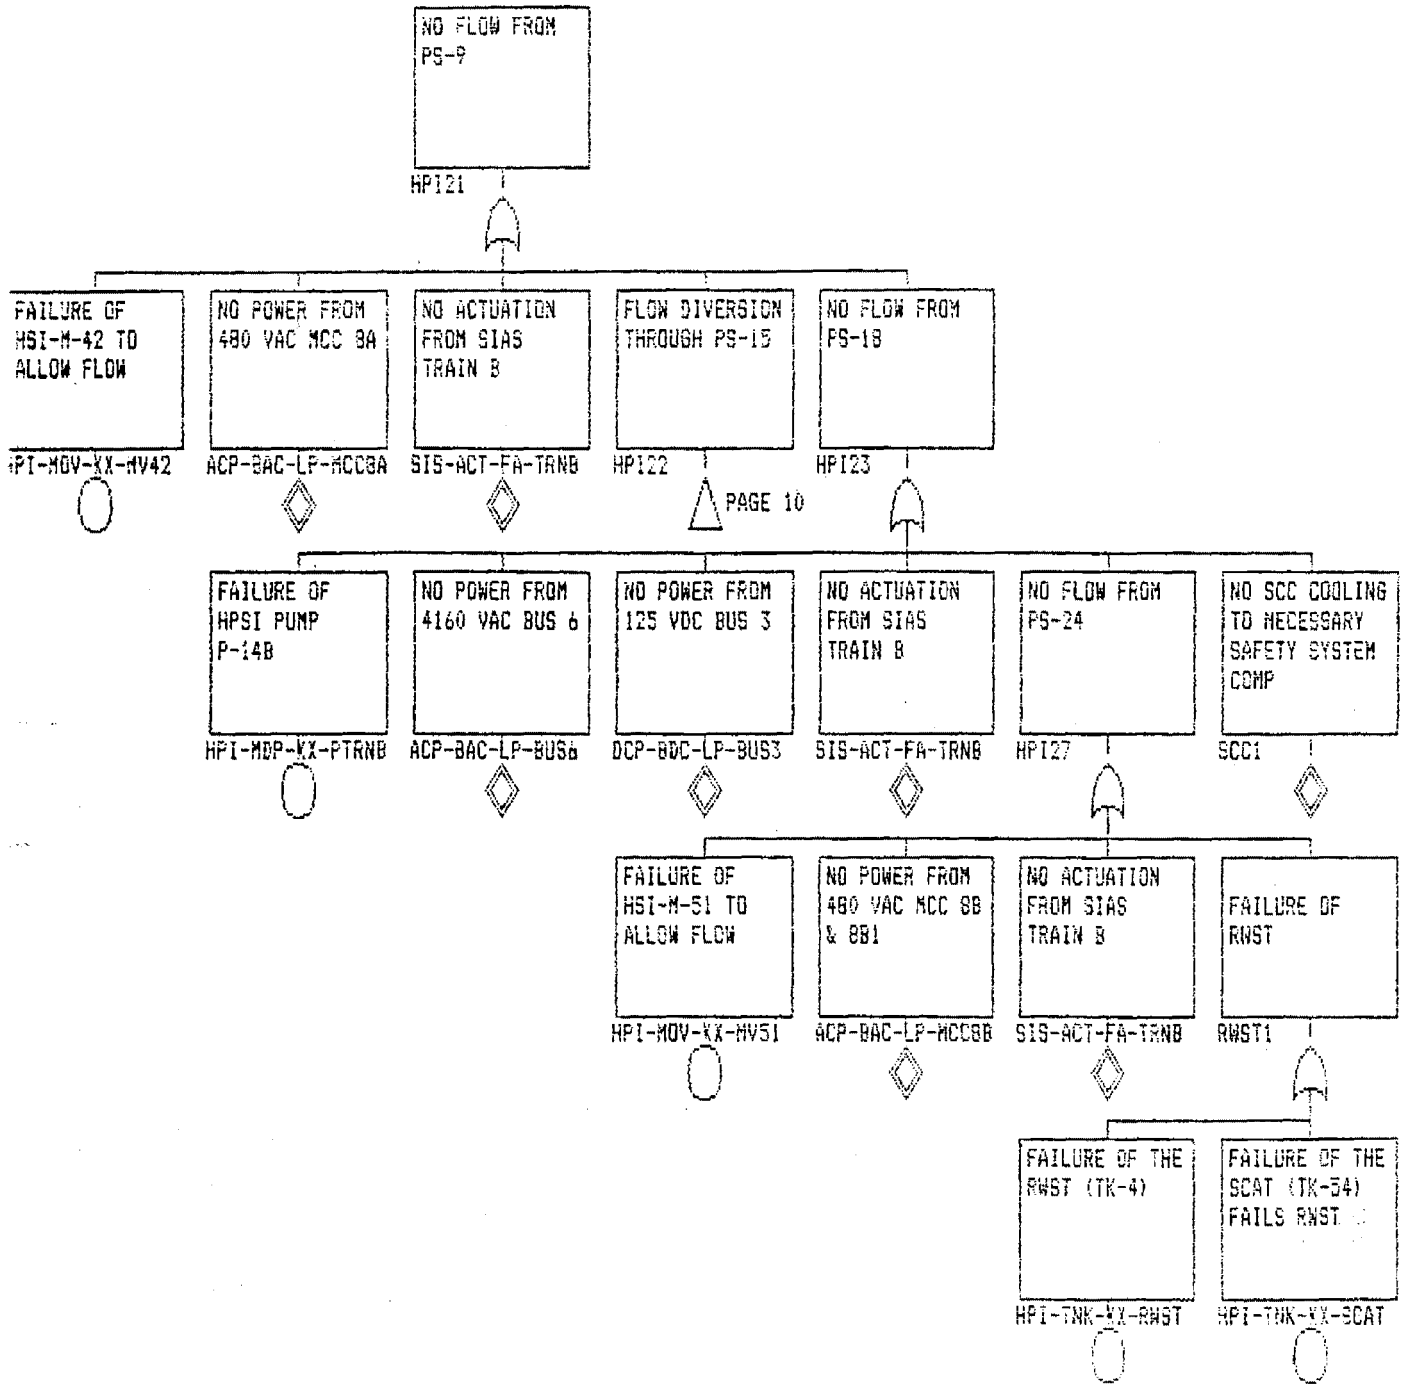 NO FLOW FROM
PS-9
HPI21
FAILURE OF
HSI-M-42 TO
ALLOW FLOW
HPI-MOV-XX-MV42
NO POWER FROM
480 VAC MCC 8A
ACP-BAC-LP-MCC8A
NO ACTUATION
FROM SIAS
TRAIN B
SIS-ACT-FA-TRNB
FLOW DIVERSION
THROUGH PS-15
HPI22
PAGE 10
NO FLOW FROM
PS-18
HPI23
FAILURE OF
HPSI PUMP
P-14B
HPI-MDP-XX-PTRNB
NO POWER FROM
4160 VAC BUS 6
ACP-BAC-LP-BUS6
NO POWER FROM
125 VDC BUS 3
DCP-BDC-LP-BUS3
NO ACTUATION
FROM SIAS
TRAIN B
SIS-ACT-FA-TRNB
NO FLOW FROM
PS-24
HPI27
NO SCC COOLING
TO NECESSARY
SAFETY SYSTEM
COMP
SCC1
FAILURE OF
HSI-M-51 TO
ALLOW FLOW
HPI-MOV-XX-MV51
NO POWER FROM
480 VAC MCC 8B
& 8B1
ACP-BAC-LP-MCC8B
NO ACTUATION
FROM SIAS
TRAIN B
SIS-ACT-FA-TRNB
FAILURE OF
RWST
RWST1
FAILURE OF THE
RWST (TK-4)
HPI-TNK-XX-RWST
FAILURE OF THE
SCAT (TK-54)
FAILS RWST
HPI-TNK-XX-SCAT